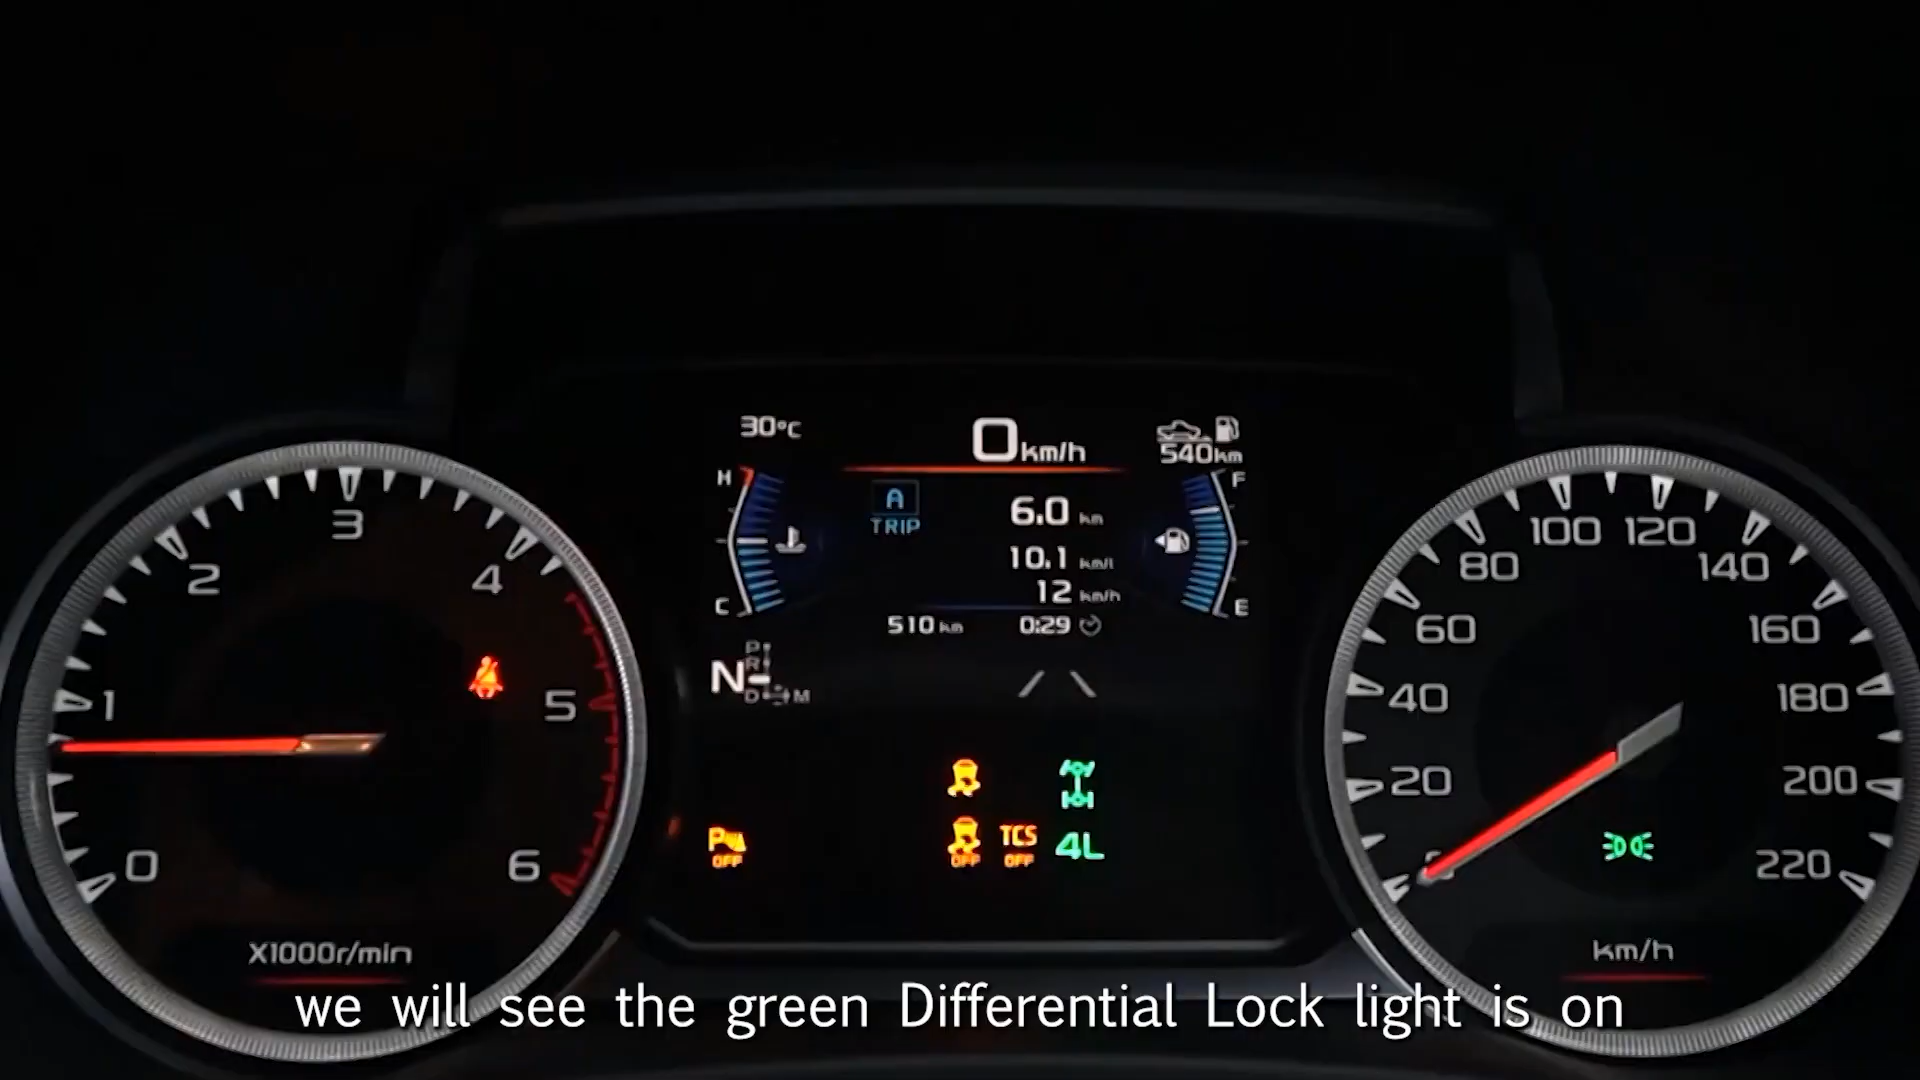 30°C
0 km/h
540km
H
F
A
TRIP
6.0 km
10.1 km/l
12 km/h
C
E
510 km
0:29
N
P
R
D
M
0
1
2
3
4
5
6
X1000r/min
P
OFF
OFF
TCS
OFF
4L
20
40
60
80
100
120
140
160
180
200
220
km/h
we will see the green Differential Lock light is on